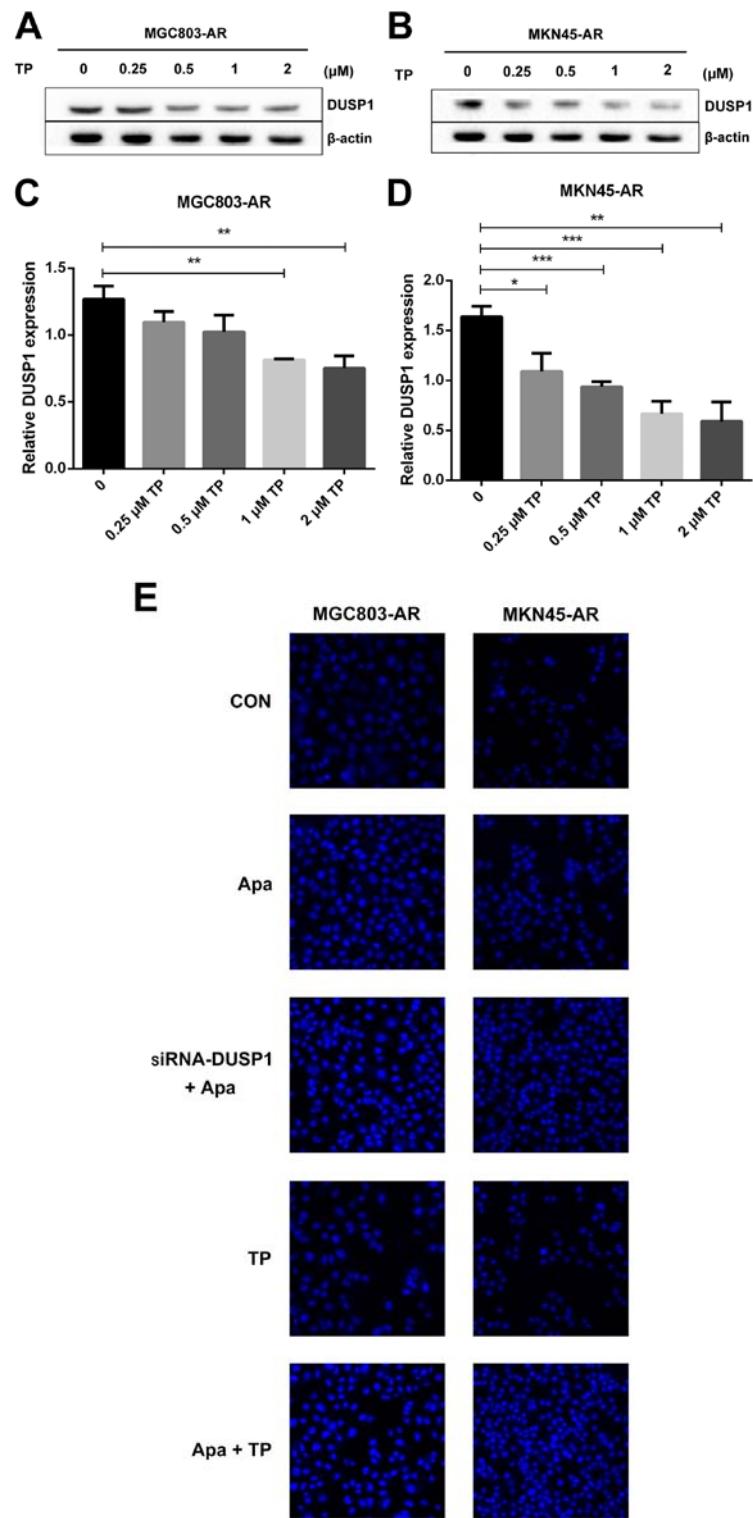 A
MGC803-AR
TP 0 0.25 0.5 1 2 (µM)
DUSP1
β-actin
B
MKN45-AR
TP 0 0.25 0.5 1 2 (µM)
DUSP1
β-actin
C
MGC803-AR
**
**
Relative DUSP1 expression
1.5
1.0
0.5
0.0
0
0.25 µM TP
0.5 µM TP
1 µM TP
2 µM TP
D
MKN45-AR
**
***
***
*
Relative DUSP1 expression
2.0
1.5
1.0
0.5
0.0
0
0.25 µM TP
0.5 µM TP
1 µM TP
2 µM TP
E
MGC803-AR MKN45-AR
CON
Apa
siRNA-DUSP1
+ Apa
TP
Apa + TP